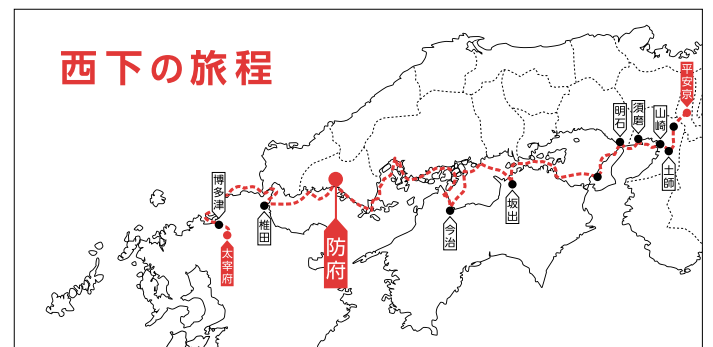 西下の旅程
平安京
山崎
須磨
明石
土師
坂出
今治
防府
椎田
博多津
太宰府